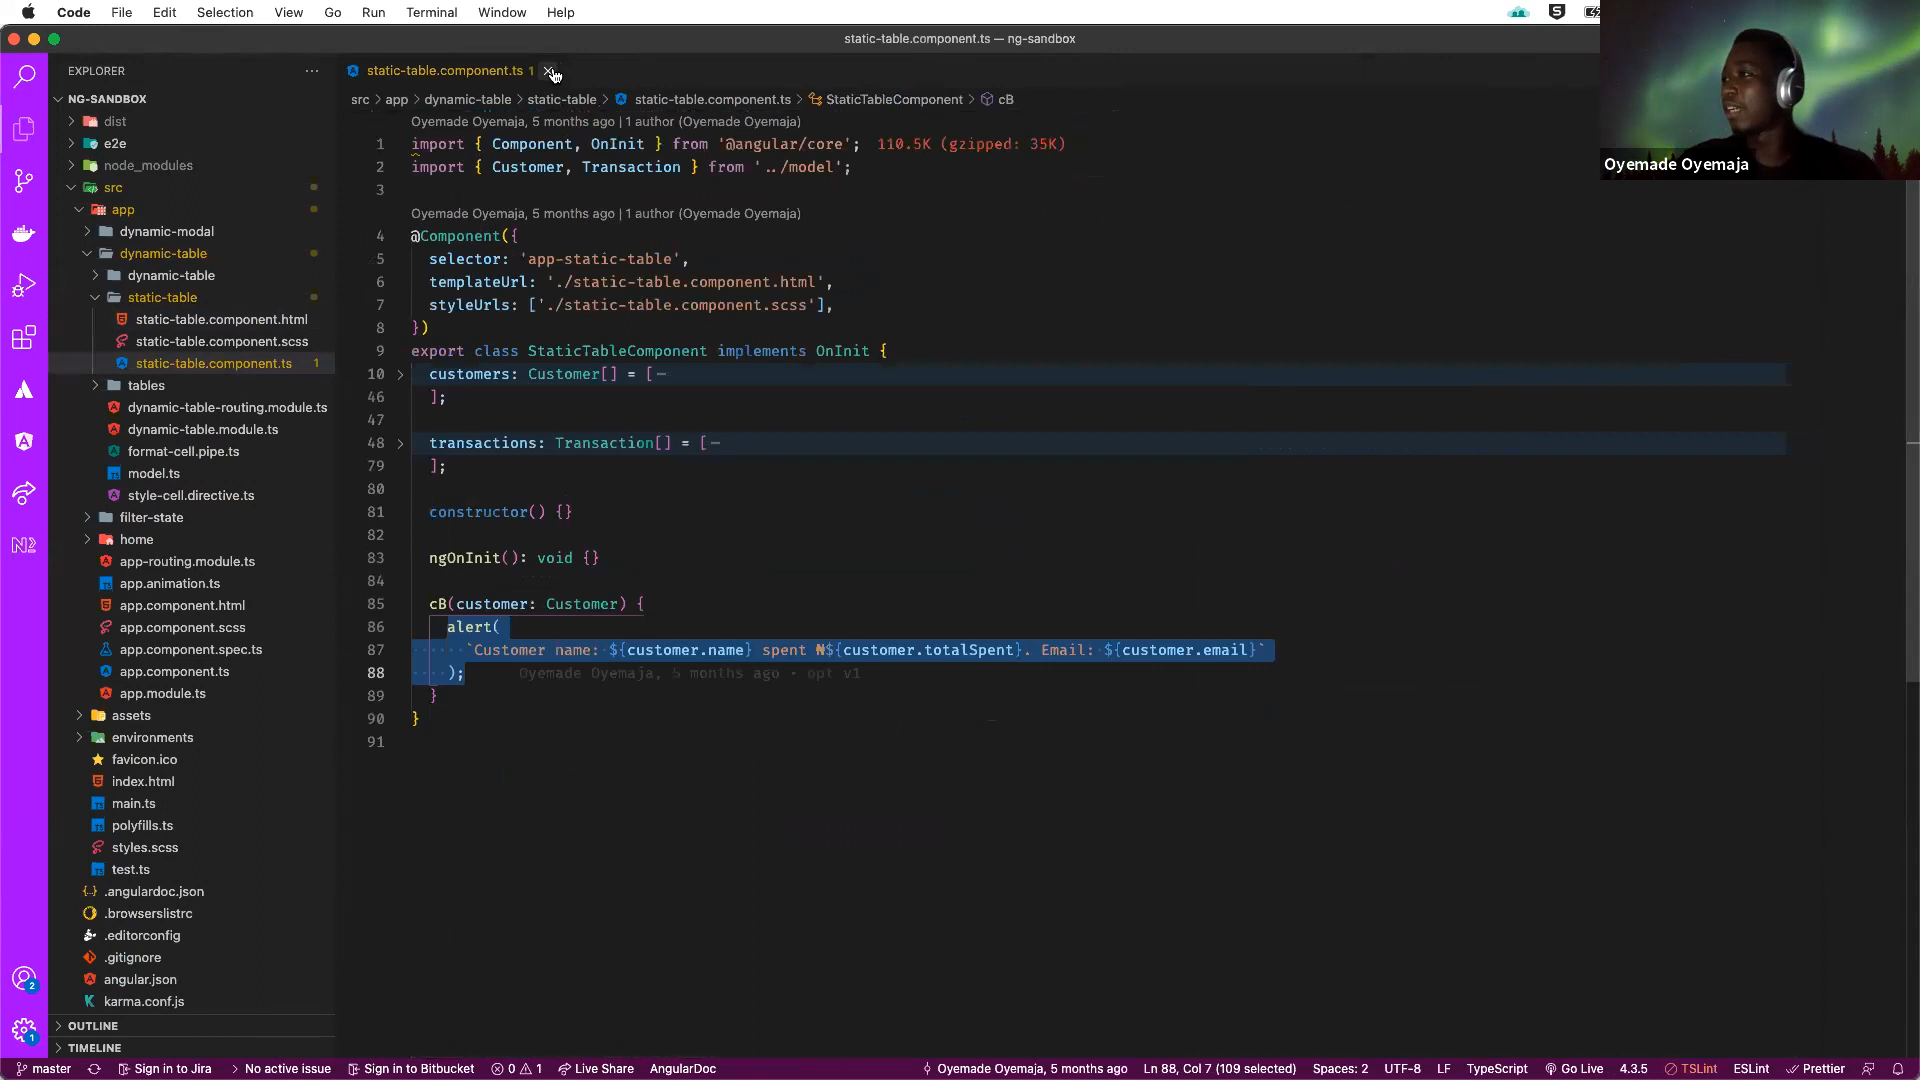 Code File Edit Selection View Go Run Terminal Window Help
static-table.component.ts — ng-sandbox
Oyemade Oyemaja
EXPLORER
NG-SANDBOX
dist
e2e
node_modules
src
app
dynamic-modal
dynamic-table
dynamic-table
static-table
static-table.component.html
static-table.component.scss
static-table.component.ts 1
tables
dynamic-table-routing.module.ts
dynamic-table.module.ts
format-cell.pipe.ts
model.ts
style-cell.directive.ts
filter-state
home
app-routing.module.ts
app.animation.ts
app.component.html
app.component.scss
app.component.spec.ts
app.component.ts
app.module.ts
assets
environments
favicon.ico
index.html
main.ts
polyfills.ts
styles.scss
test.ts
.angulardoc.json
.browserslistrc
.editorconfig
.gitignore
angular.json
karma.conf.js
OUTLINE
TIMELINE
static-table.component.ts 1
src > app > dynamic-table > static-table > static-table.component.ts > StaticTableComponent > cB
Oyemade Oyemaja, 5 months ago | 1 author (Oyemade Oyemaja)
1 import { Component, OnInit } from '@angular/core'; 110.5K (gzipped: 35K)
2 import { Customer, Transaction } from '../model';
3
Oyemade Oyemaja, 5 months ago | 1 author (Oyemade Oyemaja)
4 @Component({
5 selector: 'app-static-table',
6 templateUrl: './static-table.component.html',
7 styleUrls: ['./static-table.component.scss'],
8 })
9 export class StaticTableComponent implements OnInit {
10 customers: Customer[] = [
46 ];
47
48 transactions: Transaction[] = [
79 ];
80
81 constructor() {}
82
83 ngOnInit(): void {}
84
85 cB(customer: Customer) {
86 alert(
87 `Customer name: ${customer.name} spent ₦${customer.totalSpent}. Email: ${customer.email}`
88 ); Oyemade Oyemaja, 5 months ago • opt v1
89 }
90 }
91
master Sign in to Jira No active issue Sign in to Bitbucket 0 1 Live Share AngularDoc Oyemade Oyemaja, 5 months ago Ln 88, Col 7 (109 selected) Spaces: 2 UTF-8 LF TypeScript Go Live 4.3.5 TSLint ESLint Prettier